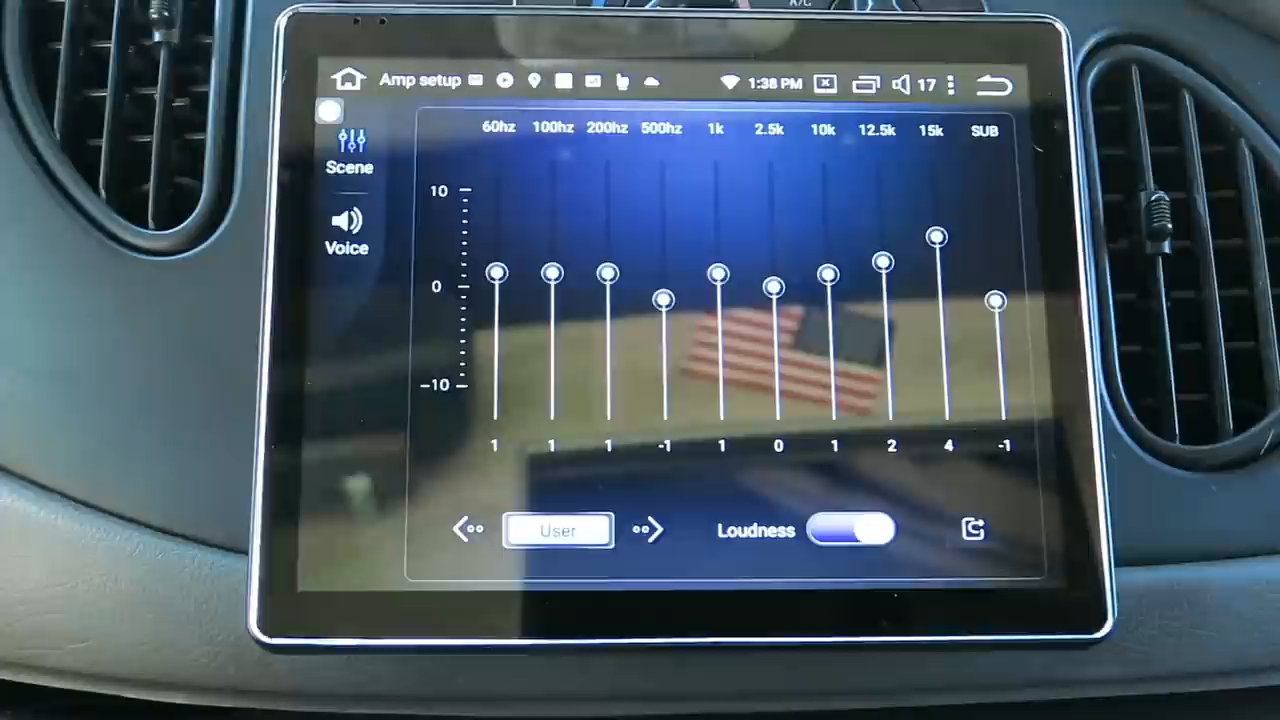 A/C
Amp setup 1:38 PM 17
60hz 100hz 200hz 500hz 1k 2.5k 10k 12.5k 15k SUB
Scene
10
Voice
0
-10
1 1 1 -1 1 0 1 2 4 -1
User Loudness